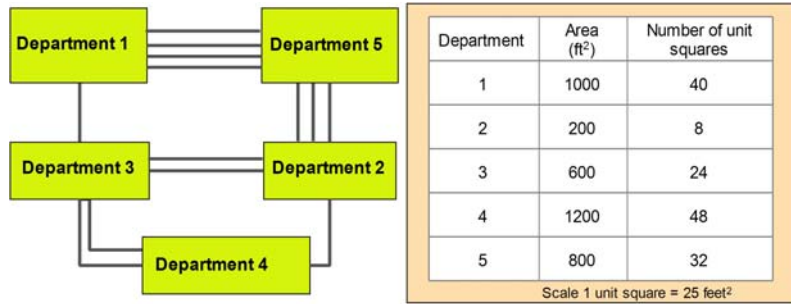 Department 1
Department 5
Department 3
Department 2
Department 4
Department Area (ft²) Number of unit squares
1 1000 40
2 200 8
3 600 24
4 1200 48
5 800 32
Scale 1 unit square = 25 feet²